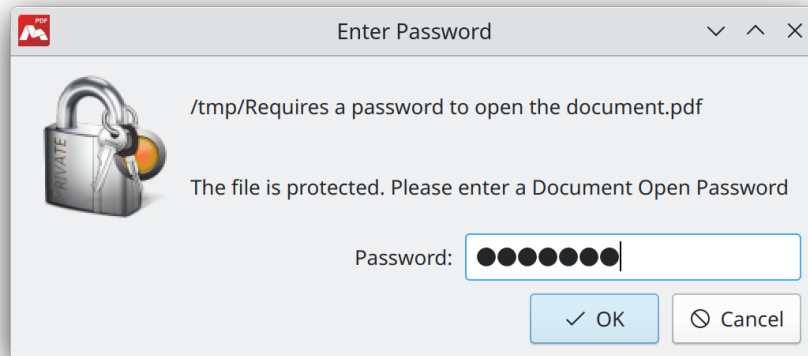 PDF
Enter Password
/tmp/Requires a password to open the document.pdf
RIVATE
The file is protected. Please enter a Document Open Password
Password: ●●●●●●●
OK
Cancel